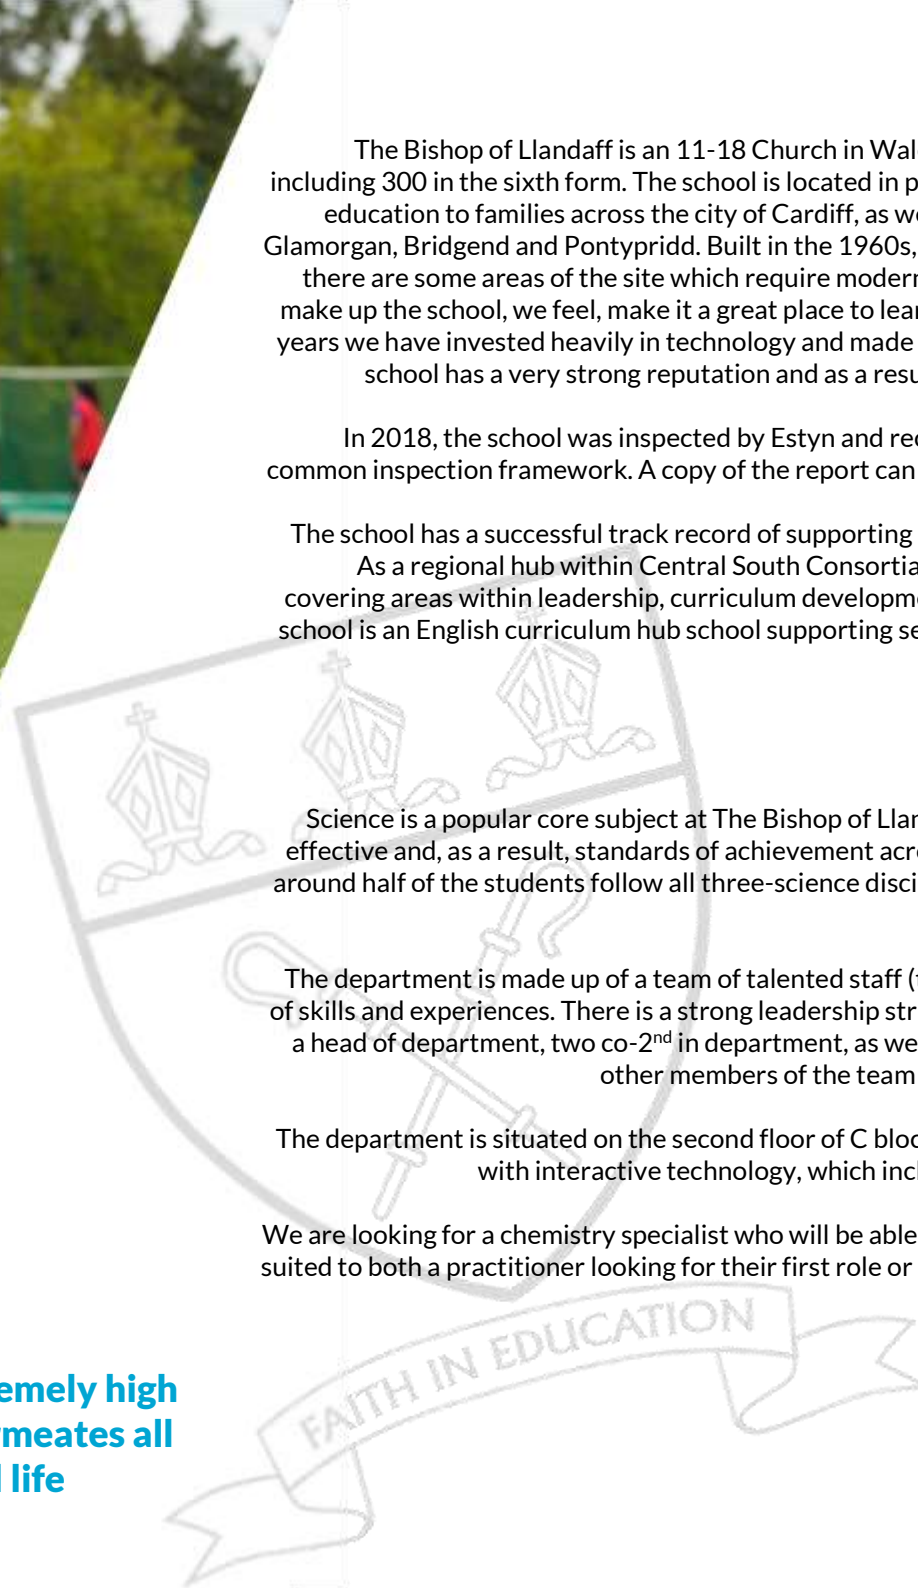 The Bishop of Llandaff is an 11-18 Church in Wal
including 300 in the sixth form. The school is located in p
education to families across the city of Cardiff, as we
Glamorgan, Bridgend and Pontypridd. Built in the 1960s,
there are some areas of the site which require modern
make up the school, we feel, make it a great place to lear
years we have invested heavily in technology and made
school has a very strong reputation and as a resu
In 2018, the school was inspected by Estyn and rec
common inspection framework. A copy of the report can
The school has a successful track record of supporting
As a regional hub within Central South Consortia
covering areas within leadership, curriculum developme
school is an English curriculum hub school supporting se
Science is a popular core subject at The Bishop of Llan
effective and, as a result, standards of achievement acro
around half of the students follow all three-science disci
The department is made up of a team of talented staff (t
of skills and experiences. There is a strong leadership str
a head of department, two co-2nd in department, as we
other members of the team
The department is situated on the second floor of C bloc
with interactive technology, which incl
We are looking for a chemistry specialist who will be able
suited to both a practitioner looking for their first role or
FAITH IN EDUCATION
emely high
rmeates all
l life